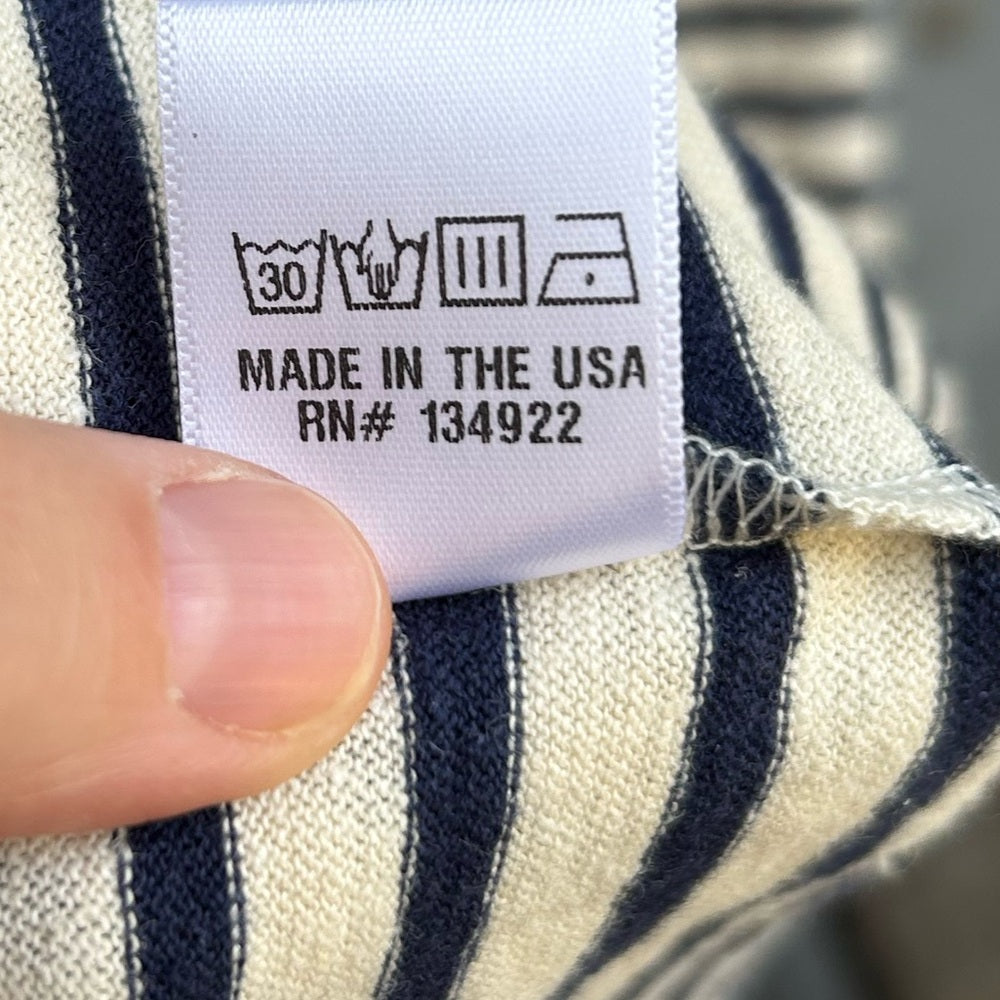 30
MADE IN THE USA
RN# 134922